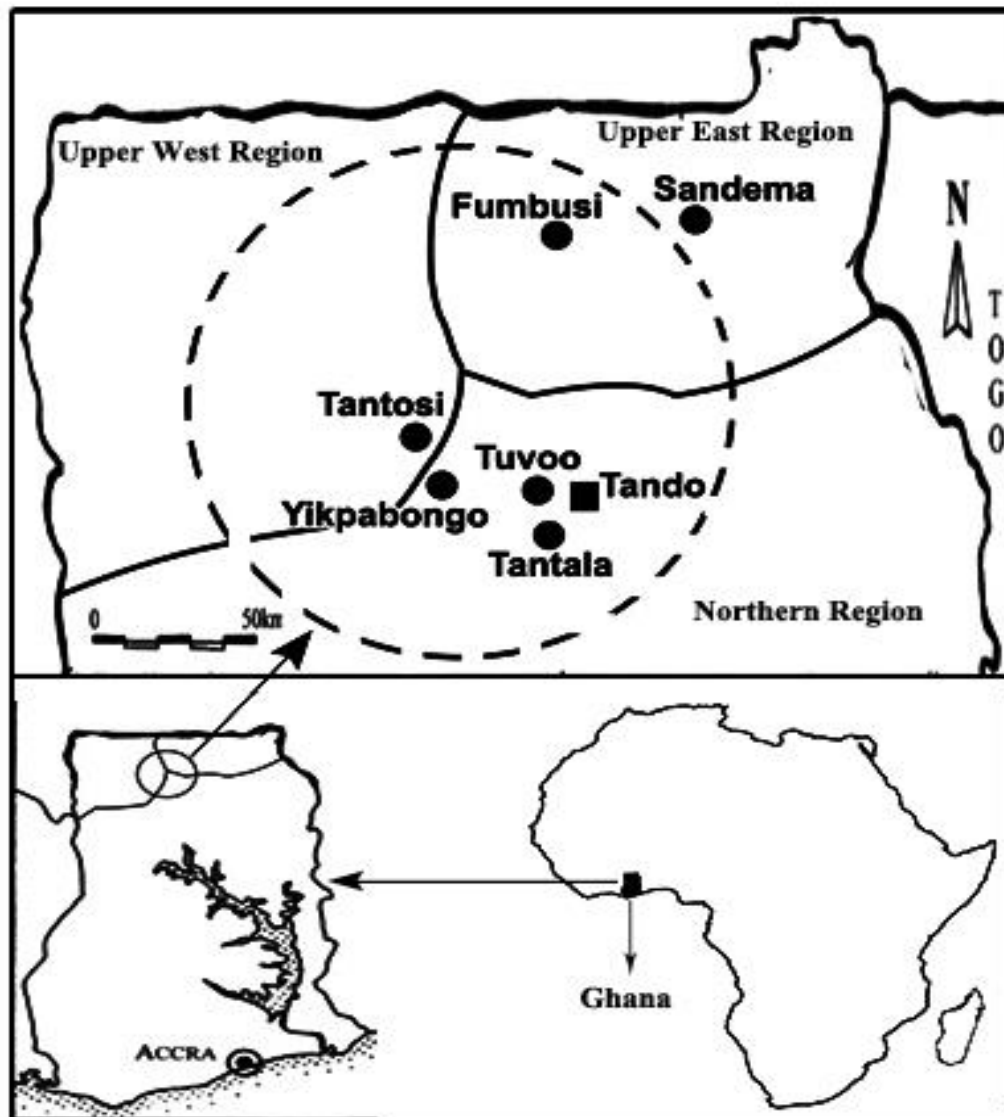 Upper West Region
Upper East Region
Fumbusi
Sandema
N
TOGO
Tantosi
Tuvoo
Tando
Yikpabongo
Tantala
Northern Region
0 50km
ACCRA
Ghana